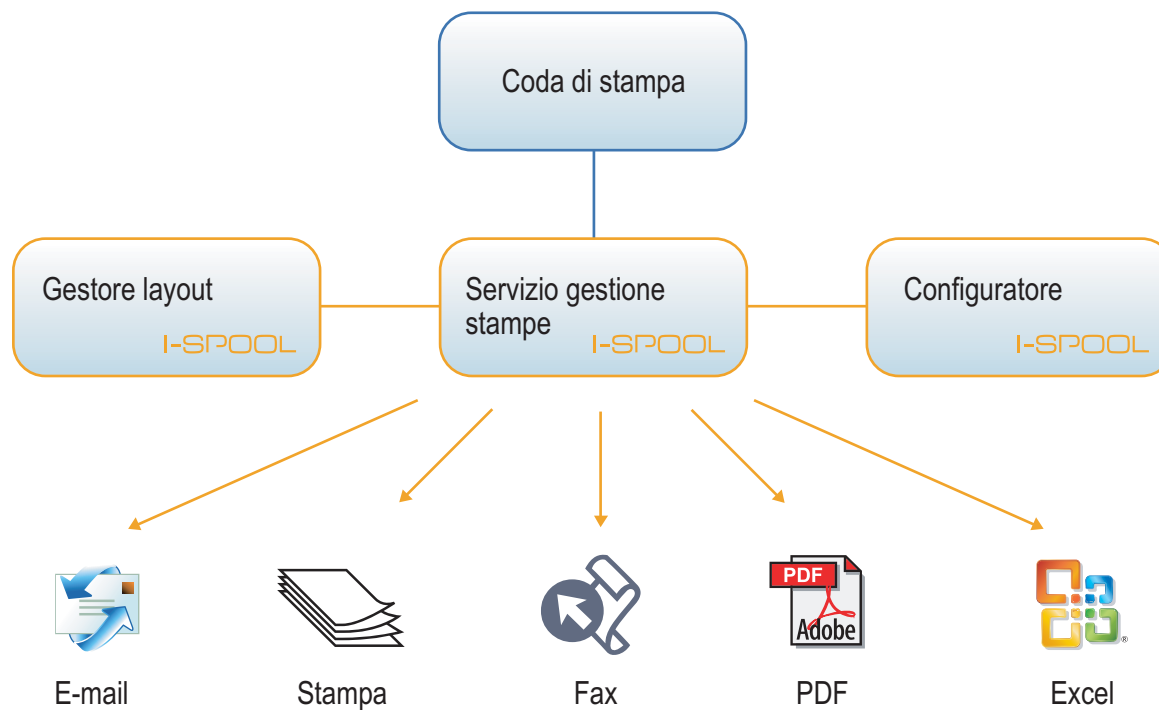 Coda di stampa
Gestore layout
I-SPOOL
Servizio gestione
stampe
I-SPOOL
Configuratore
I-SPOOL
PDF
Adobe
®
E-mail
Stampa
Fax
PDF
Excel